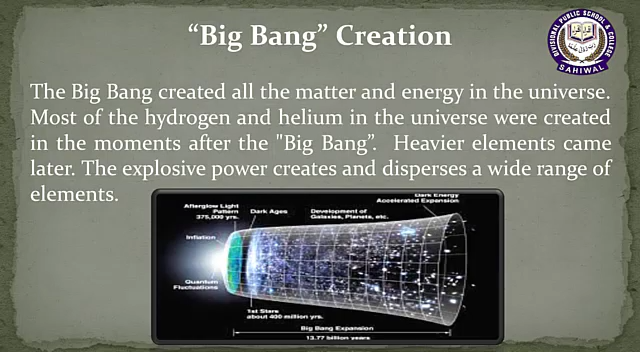 “Big Bang” Creation
DIVISIONAL PUBLIC SCHOOL & COLLEGE
SAHIWAL
The Big Bang created all the matter and energy in the universe.
Most of the hydrogen and helium in the universe were created
in the moments after the "Big Bang”. Heavier elements came
later. The explosive power creates and disperses a wide range of
elements.
Dark Energy
Accelerated Expansion
Afterglow Light
Pattern
375,000 yrs.
Dark Ages
Development of
Galaxies, Planets, etc.
Inflation
Quantum
Fluctuations
1st Stars
about 400 million yrs.
Big Bang Expansion
13.77 billion years